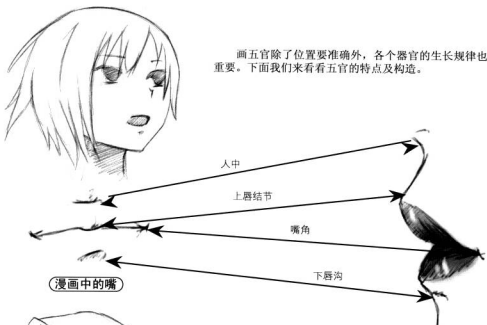 画五官除了位置要准确外，各个器官的生长规律也
重要。下面我们来看看五官的特点及构造。
人中
上唇结节
嘴角
下唇沟
漫画中的嘴